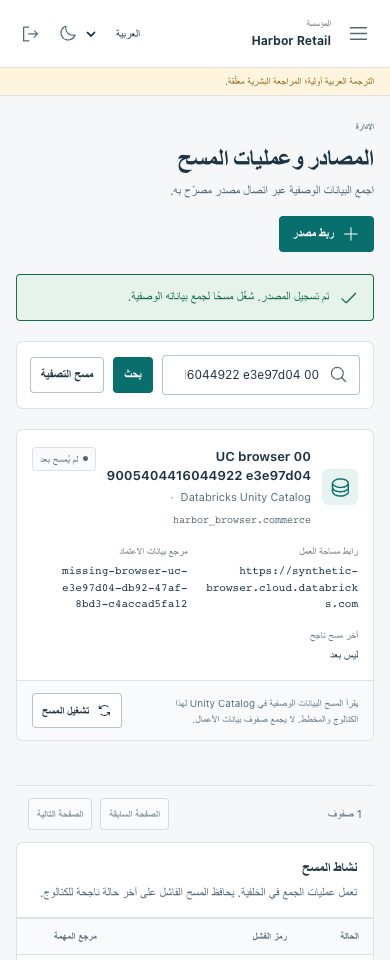 المؤسسة
Harbor Retail
العربية
الترجمة العربية أولية؛ المراجعة البشرية معلّقة.
الإدارة
المصادر وعمليات المسح
اجمع البيانات الوصفية عبر اتصال مصدر مصرّح به.
ربط مصدر
تم تسجيل المصدر. شغّل مسحًا لجمع بياناته الوصفية.
6044922 e3e97d04 00
بحث
مسح التصفية
UC browser 00
9005404416044922 e3e97d04
لم يُمسح بعد
Databricks Unity Catalog ·
harbor_browser.commerce
رابط مساحة العمل
https://synthetic-
browser.cloud.databrick
s.com
مرجع بيانات الاعتماد
missing-browser-uc-
e3e97d04-db92-47af-
8bd3-c4accad5fa12
آخر مسح ناجح
ليس بعد
يقرأ المسح البيانات الوصفية في Unity Catalog لهذا
الكتالوج والمخطط. لا يجمع صفوف بيانات الأعمال.
تشغيل المسح
1 صفوف
الصفحة السابقة
الصفحة التالية
نشاط المسح
تعمل عمليات الجمع في الخلفية. يحافظ المسح الفاشل على آخر حالة ناجحة للكتالوج.
الحالة
رمز الفشل
مرجع المهمة